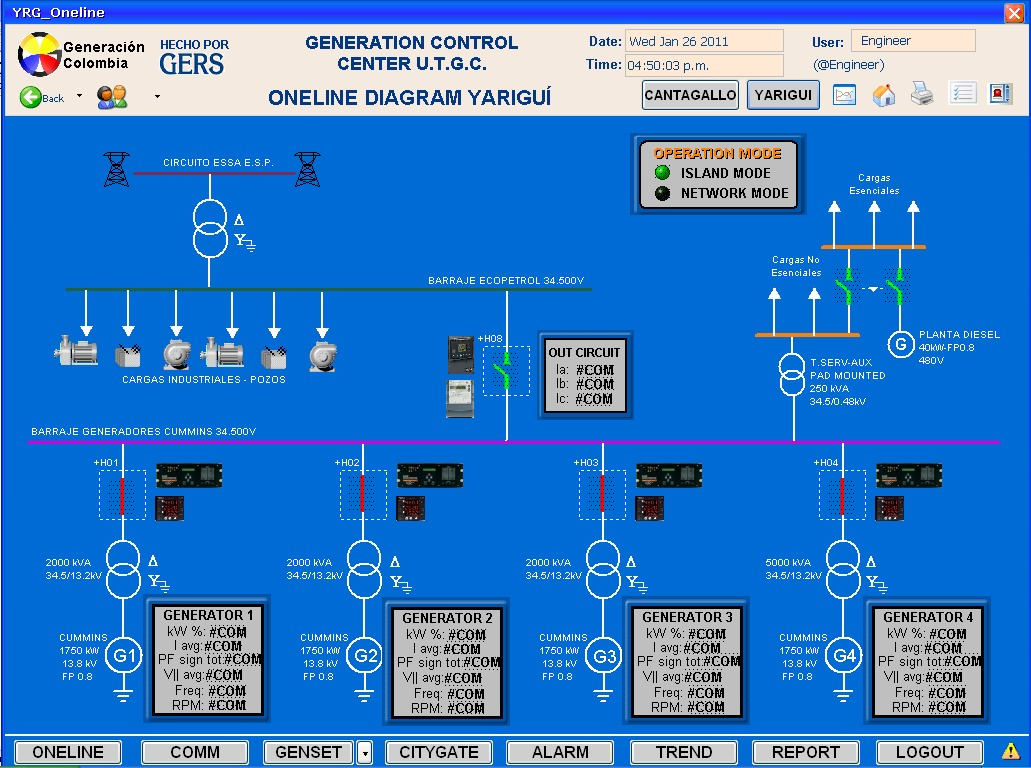 YRG_Oneline
Generación
Colombia
HECHO POR
GERS
GENERATION CONTROL
CENTER U.T.G.C.
ONELINE DIAGRAM YARIGUÍ
Date: Wed Jan 26 2011
Time: 04:50:03 p.m.
User: Engineer
(@Engineer)
Back
CANTAGALLO
YARIGUI
CIRCUITO ESSA E.S.P.
Δ
OPERATION MODE
ISLAND MODE
NETWORK MODE
Cargas
Esenciales
Cargas No
Esenciales
BARRAJE ECOPETROL 34.500V
CARGAS INDUSTRIALES - POZOS
+H08
OUT CIRCUIT
Ia: #COM
Ib: #COM
Ic: #COM
G
PLANTA DIESEL
40kW-FP0.8
480V
T.SERV-AUX
PAD MOUNTED
250 kVA
34.5/0.48kV
BARRAJE GENERADORES CUMMINS 34.500V
+H01
2000 kVA
34.5/13.2kV
Δ
CUMMINS
1750 kW
13.8 kV
FP 0.8
G1
GENERATOR 1
kW %: #COM
I avg: #COM
PF sign tot:#COM
V|| avg:#COM
Freq: #COM
RPM: #COM
+H02
2000 kVA
34.5/13.2kV
Δ
CUMMINS
1750 kW
13.8 kV
FP 0.8
G2
GENERATOR 2
kW %: #COM
I avg: #COM
PF sign tot:#COM
V|| avg:#COM
Freq: #COM
RPM: #COM
+H03
2000 kVA
34.5/13.2kV
Δ
CUMMINS
1750 kW
13.8 kV
FP 0.8
G3
GENERATOR 3
kW %: #COM
I avg: #COM
PF sign tot:#COM
V|| avg:#COM
Freq: #COM
RPM: #COM
+H04
5000 kVA
34.5/13.2kV
Δ
CUMMINS
1750 kW
13.8 kV
FP 0.8
G4
GENERATOR 4
kW %: #COM
I avg: #COM
PF sign tot:#COM
V|| avg:#COM
Freq: #COM
RPM: #COM
ONELINE
COMM
GENSET
CITYGATE
ALARM
TREND
REPORT
LOGOUT